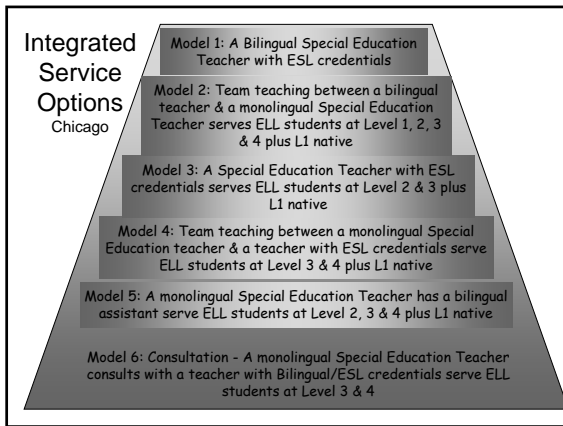 Integrated
Service
Options
Chicago
Model 1: A Bilingual Special Education
Teacher with ESL credentials
Model 2: Team teaching between a bilingual
teacher & a monolingual Special Education
Teacher serves ELL students at Level 1, 2, 3
& 4 plus L1 native
Model 3: A Special Education Teacher with ESL
credentials serves ELL students at Level 2 & 3 plus
L1 native
Model 4: Team teaching between a monolingual Special
Education teacher & a teacher with ESL credentials serve
ELL students at Level 3 & 4 plus L1 native
Model 5: A monolingual Special Education Teacher has a bilingual
assistant serve ELL students at Level 2, 3 & 4 plus L1 native
Model 6: Consultation - A monolingual Special Education Teacher
consults with a teacher with Bilingual/ESL credentials serve ELL
students at Level 3 & 4